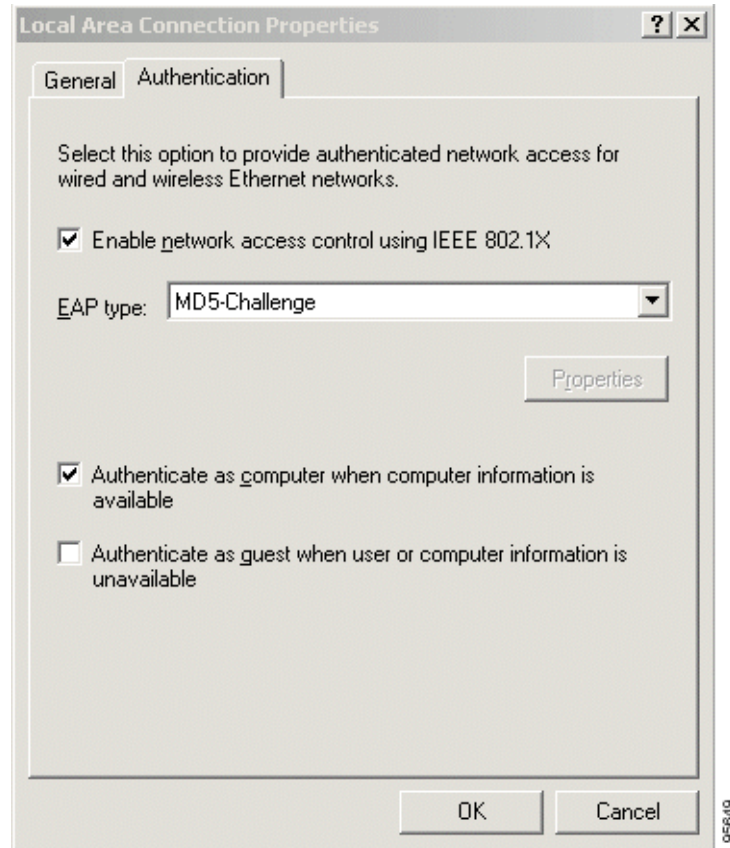 Local Area Connection Properties
?
General
Authentication
Select this option to provide authenticated network access for
wired and wireless Ethernet networks.
Enable network access control using IEEE 802.1X
EAP type:
MD5-Challenge
Properties
Authenticate as computer when computer information is
available
Authenticate as guest when user or computer information is
unavailable
OK
Cancel
95649